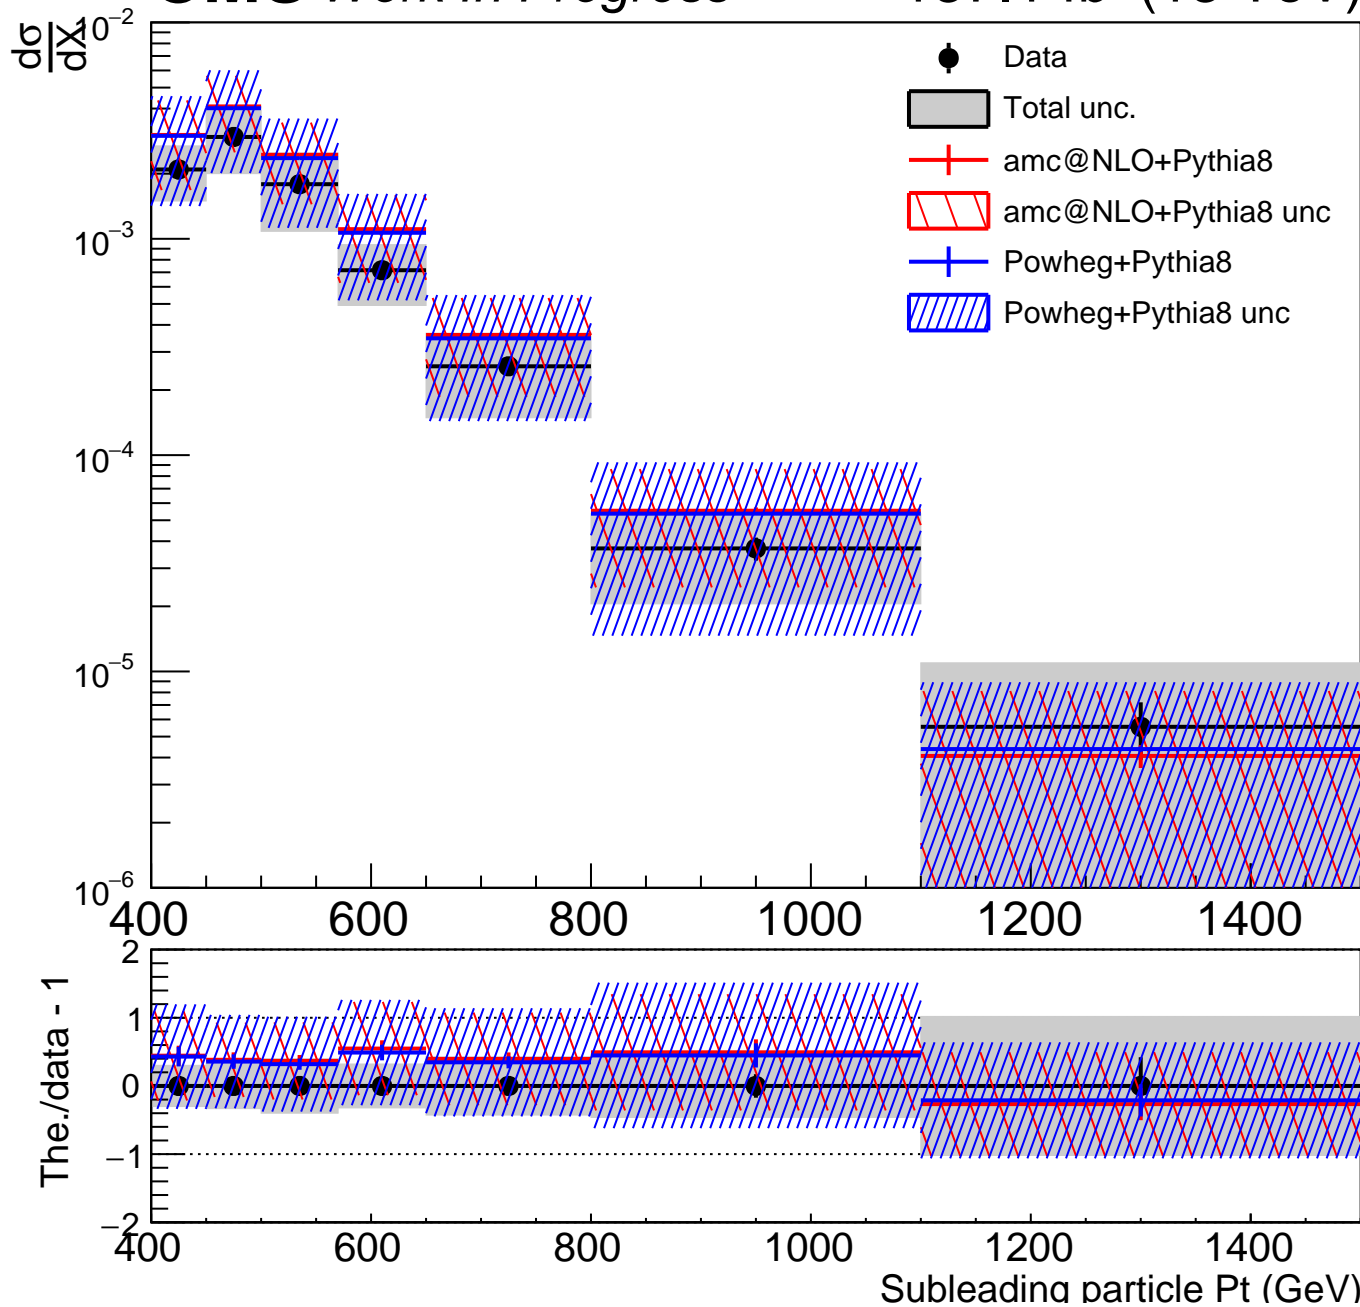 10⁻²
dσ
dX
Data
Total unc.
amc@NLO+Pythia8
amc@NLO+Pythia8 unc
Powheg+Pythia8
Powheg+Pythia8 unc
10⁻³
10⁻⁴
10⁻⁵
10⁻⁶
400 600 800 1000 1200 1400
The./data - 1
2
1
0
−1
−2
400 600 800 1000 1200 1400
Subleading particle Pt (GeV)